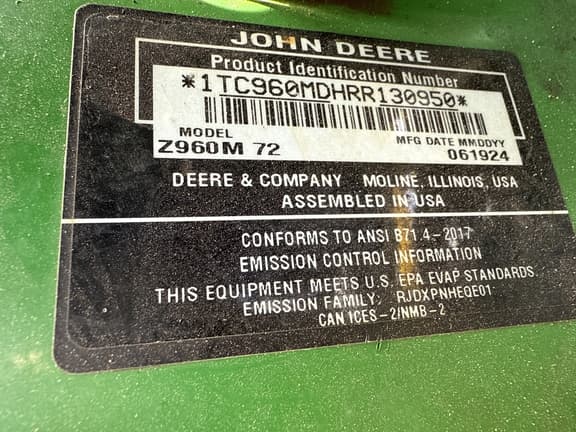 JOHN DEERE
Product Identification Number
*1TC960MDHRR130950*
MODEL MFG DATE MMDDYY
Z960M 72 061924
DEERE & COMPANY MOLINE, ILLINOIS, USA
ASSEMBLED IN USA
CONFORMS TO ANSI B71.4-2017
EMISSION CONTROL INFORMATION
THIS EQUIPMENT MEETS U.S. EPA EVAP STANDARDS.
EMISSION FAMILY: RJDXPNHEQE01
CAN ICES-2/NMB-2